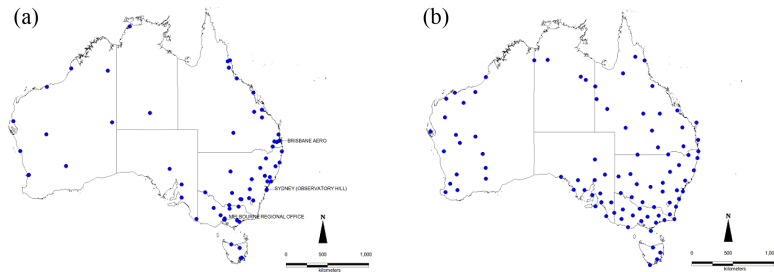 (a)
BRISBANE AERO
SYDNEY (OBSERVATORY HILL)
MELBOURNE REGIONAL OFFICE
N
0 500 1,000
kilometers
(b)
N
0 500 1,000
kilometers